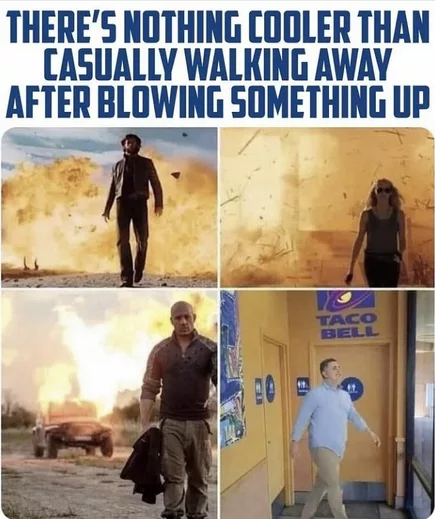 THERE'S NOTHING COOLER THAN
CASUALLY WALKING AWAY
AFTER BLOWING SOMETHING UP
TACO
BELL